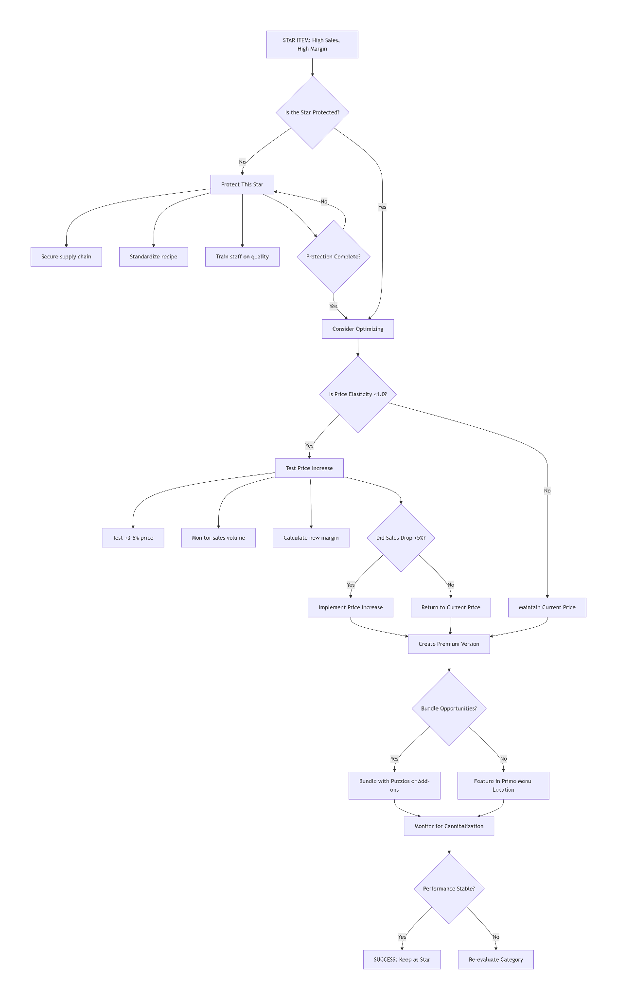 STAR ITEM: High Sales,
High Margin
Is the Star Protected?
No
Yes
Protect This Star
No
Secure supply chain
Standardize recipe
Train staff on quality
Protection Complete?
Yes
Consider Optimizing
Is Price Elasticity <1.0?
Yes
No
Test Price Increase
Test +3-5% price
Monitor sales volume
Calculate new margin
Did Sales Drop <5%?
Yes
No
Implement Price Increase
Return to Current Price
Maintain Current Price
Create Premium Version
Bundle Opportunities?
Yes
No
Bundle with Puzzles or Add-
ons
Feature in Prime Menu
Location
Monitor for Cannibalization
Performance Stable?
Yes
No
SUCCESS: Keep as Star
Re-evaluate Category